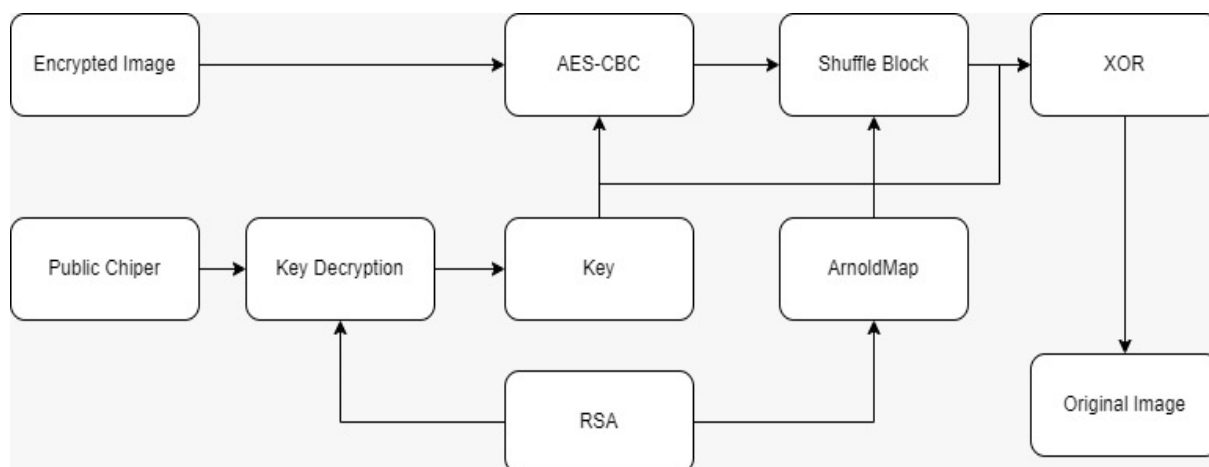 Encrypted Image
AES-CBC
Shuffle Block
XOR
Public Chiper
Key Decryption
Key
ArnoldMap
RSA
Original Image